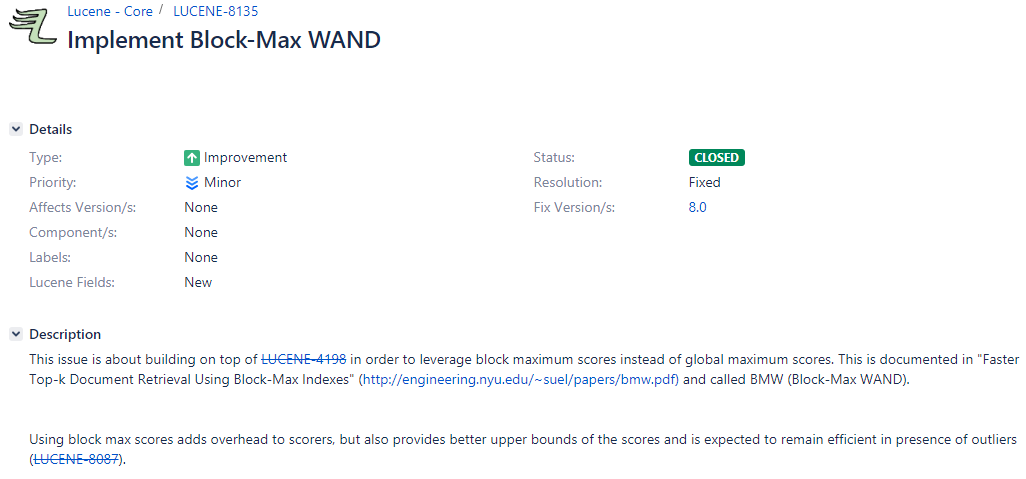 Lucene - Core / LUCENE-8135
Implement Block-Max WAND
Details
Type: Improvement Status: CLOSED
Priority: Minor Resolution: Fixed
Affects Version/s: None Fix Version/s: 8.0
Component/s: None
Labels: None
Lucene Fields: New
Description
This issue is about building on top of LUCENE-4198 in order to leverage block maximum scores instead of global maximum scores. This is documented in "Faster
Top-k Document Retrieval Using Block-Max Indexes" (http://engineering.nyu.edu/~suel/papers/bmw.pdf) and called BMW (Block-Max WAND).
Using block max scores adds overhead to scorers, but also provides better upper bounds of the scores and is expected to remain efficient in presence of outliers
(LUCENE-8087).